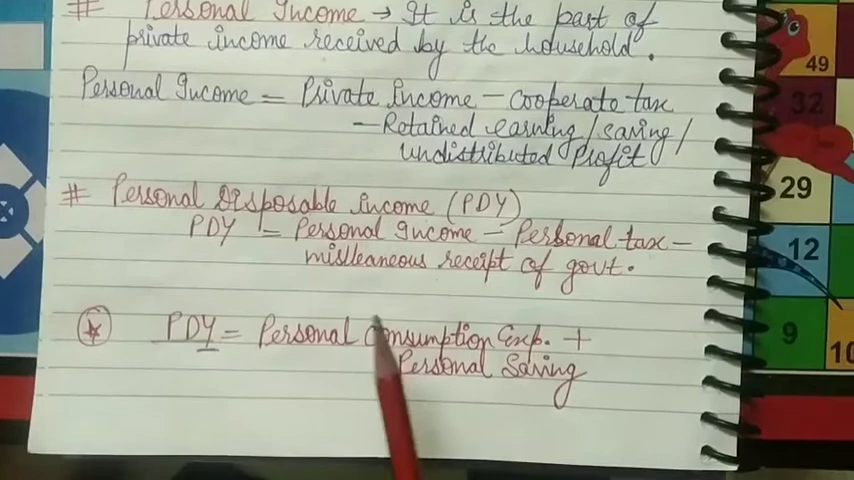 # Personal Income → It is the part of
private income received by the household.
Personal Income = Private income - Cooperate tax
- Retained earning/saving/
Undistributed Profit
# Personal Disposable income (PDY)
PDY = Personal Income - Personal tax -
mislleaneous receipt of govt.
PDY = Personal Consumption Exp. +
Personal Saving
49
32
29
12
9
10